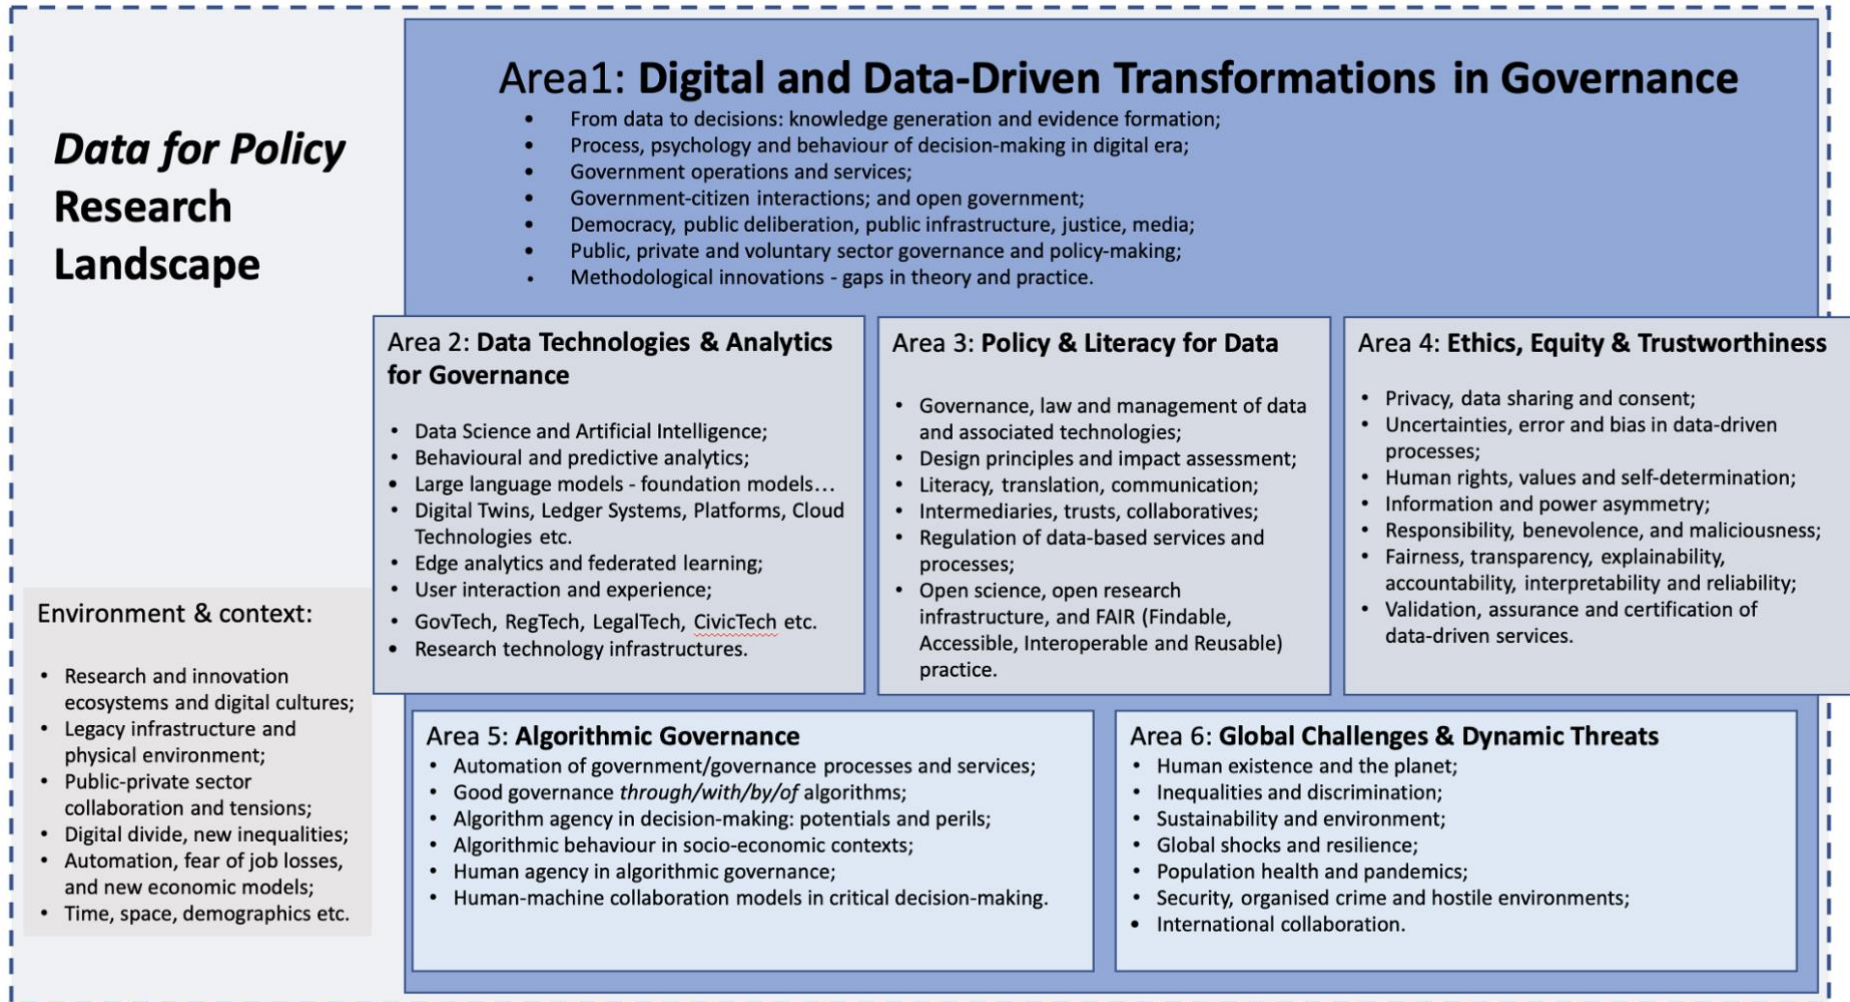 Data for Policy
Research
Landscape
Area1: Digital and Data-Driven Transformations in Governance
• From data to decisions: knowledge generation and evidence formation;
• Process, psychology and behaviour of decision-making in digital era;
• Government operations and services;
• Government-citizen interactions; and open government;
• Democracy, public deliberation, public infrastructure, justice, media;
• Public, private and voluntary sector governance and policy-making;
• Methodological innovations - gaps in theory and practice.
Area 2: Data Technologies & Analytics
for Governance
• Data Science and Artificial Intelligence;
• Behavioural and predictive analytics;
• Large language models - foundation models…
• Digital Twins, Ledger Systems, Platforms, Cloud
Technologies etc.
• Edge analytics and federated learning;
• User interaction and experience;
• GovTech, RegTech, LegalTech, CivicTech etc.
• Research technology infrastructures.
Area 3: Policy & Literacy for Data
• Governance, law and management of data
and associated technologies;
• Design principles and impact assessment;
• Literacy, translation, communication;
• Intermediaries, trusts, collaboratives;
• Regulation of data-based services and
processes;
• Open science, open research
infrastructure, and FAIR (Findable,
Accessible, Interoperable and Reusable)
practice.
Area 4: Ethics, Equity & Trustworthiness
• Privacy, data sharing and consent;
• Uncertainties, error and bias in data-driven
processes;
• Human rights, values and self-determination;
• Information and power asymmetry;
• Responsibility, benevolence, and maliciousness;
• Fairness, transparency, explainability,
accountability, interpretability and reliability;
• Validation, assurance and certification of
data-driven services.
Environment & context:
• Research and innovation
ecosystems and digital cultures;
• Legacy infrastructure and
physical environment;
• Public-private sector
collaboration and tensions;
• Digital divide, new inequalities;
• Automation, fear of job losses,
and new economic models;
• Time, space, demographics etc.
Area 5: Algorithmic Governance
• Automation of government/governance processes and services;
• Good governance through/with/by/of algorithms;
• Algorithm agency in decision-making: potentials and perils;
• Algorithmic behaviour in socio-economic contexts;
• Human agency in algorithmic governance;
• Human-machine collaboration models in critical decision-making.
Area 6: Global Challenges & Dynamic Threats
• Human existence and the planet;
• Inequalities and discrimination;
• Sustainability and environment;
• Global shocks and resilience;
• Population health and pandemics;
• Security, organised crime and hostile environments;
• International collaboration.